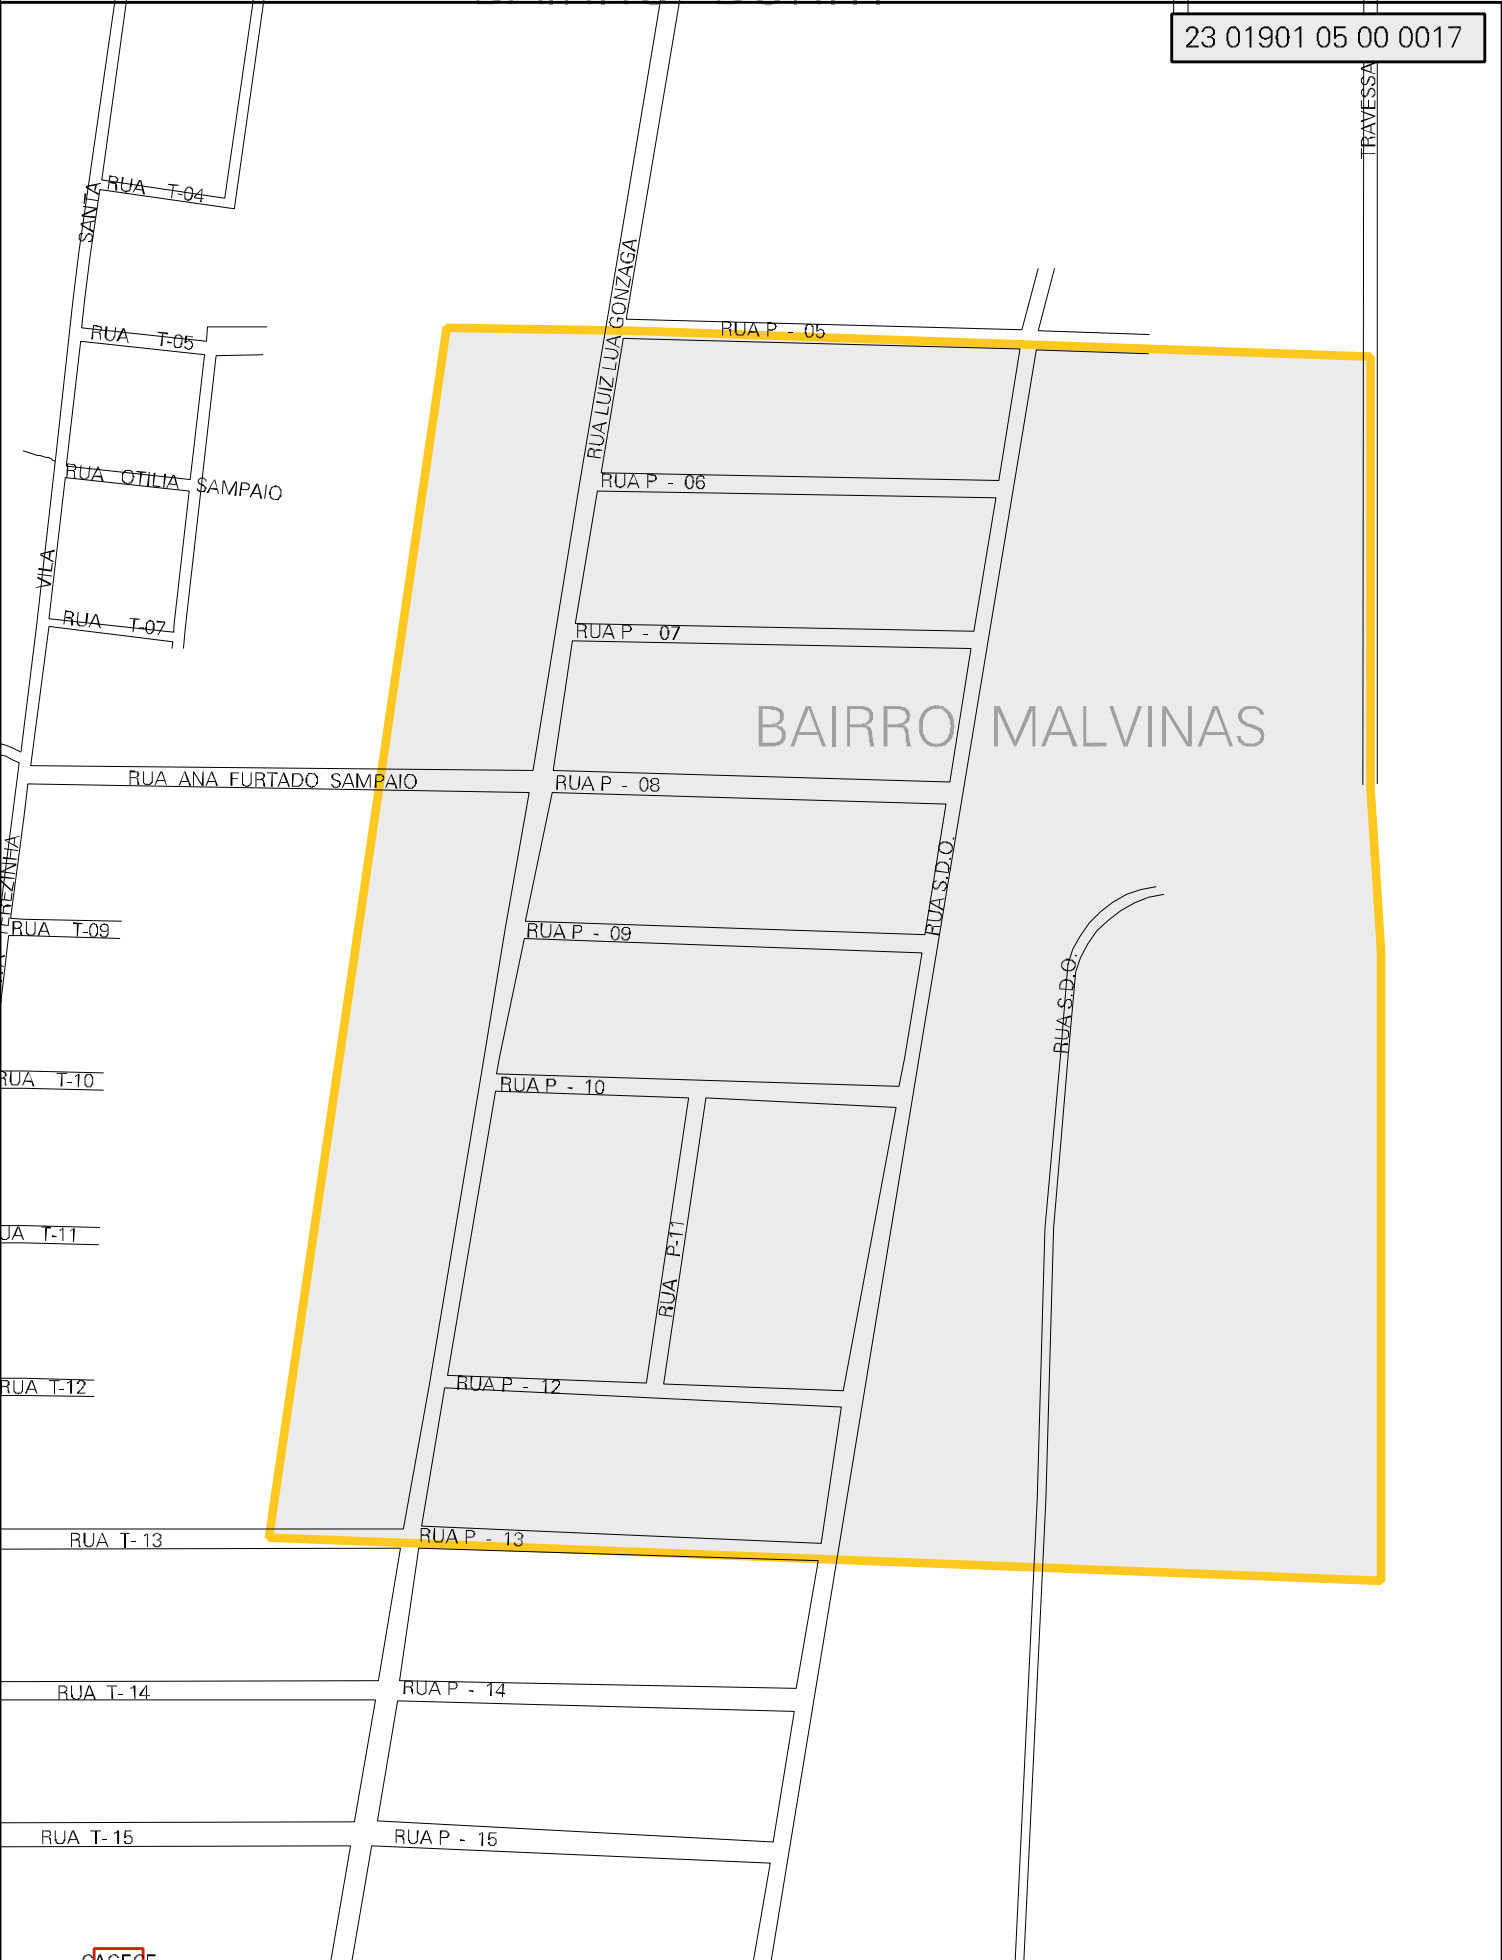 23 01901 05 00 0017
TRAVESSA
RUA T-04
SANTA
RUA LUIZ LUA GONZAGA
RUA P - 05
RUA T-05
RUA OTILIA SAMPAIO
RUA P - 06
VILA
RUA T-07
RUA P - 07
BAIRRO MALVINAS
RUA ANA FURTADO SAMPAIO
RUA P - 08
RUA S.D.O.
RUA T-09
RUA P - 09
RUA S.D.O.
RUA T-10
RUA P - 10
UA T-11
RUA P-11
RUA T-12
RUA P - 12
RUA T-13
RUA P - 13
RUA T-14
RUA P - 14
RUA T-15
RUA P - 15